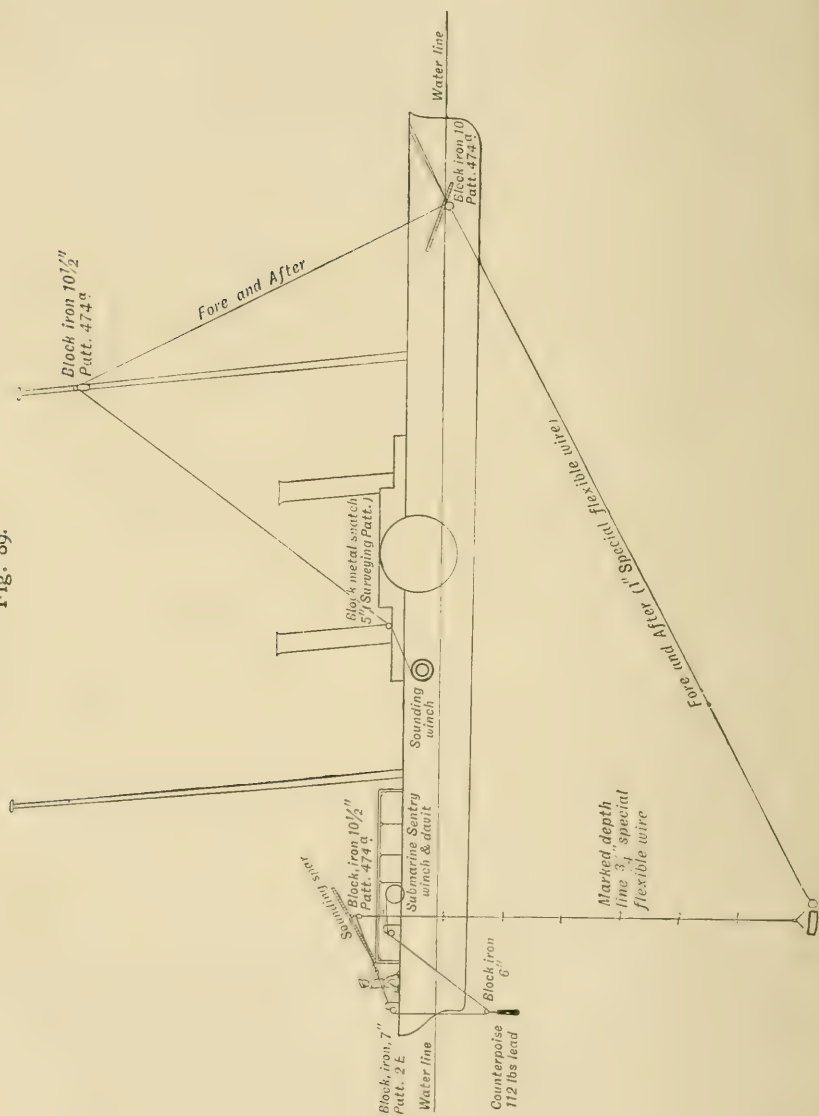 Fig. 89.
Water line
Block iron 10
Patt. 474ª
Block iron 10½"
Patt. 474ª
Fore and After
Block metal snatch
5" (Surveying Patt.)
Sounding
winch
Fore and After (1" Special flexible wire)
Submarine Sentry
winch & davit
Sounding spar
Block, iron 10½"
Patt. 474ª
Marked depth
line ¾" special
flexible wire
Block, iron, 7"
Patt. 2
Water line
Block iron
6"
Counterpoise
112 lbs lead